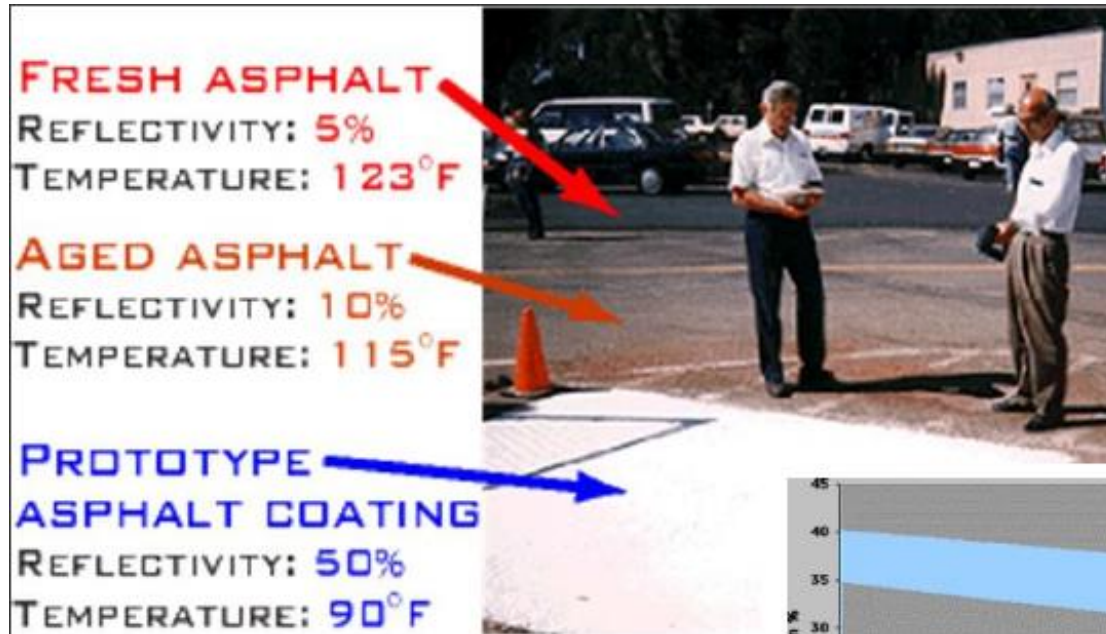 FRESH ASPHALT
REFLECTIVITY: 5%
TEMPERATURE: 123°F
AGED ASPHALT
REFLECTIVITY: 10%
TEMPERATURE: 115°F
PROTOTYPE
ASPHALT COATING
REFLECTIVITY: 50%
TEMPERATURE: 90°F
45
40
35
30